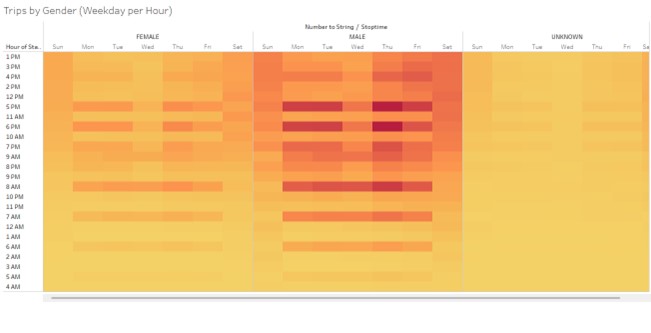 Trips by Gender (Weekday per Hour)
Number to String / Stoptime
FEMALE MALE UNKNOWN
Hour of Sta.. Sun Mon Tue Wed Thu Fri Sat Sun Mon Tue Wed Thu Fri Sat Sun Mon Tue Wed Thu Fri Sa
1 PM
3 PM
4 PM
2 PM
12 PM
5 PM
11 AM
6 PM
10 AM
7 PM
9 AM
8 PM
9 PM
8 AM
10 PM
11 PM
7 AM
12 AM
1 AM
6 AM
2 AM
3 AM
5 AM
4 AM